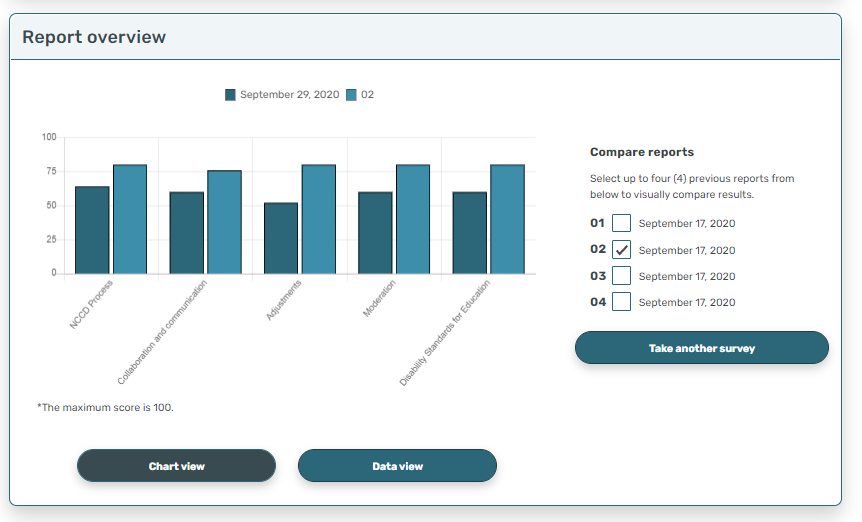 Report overview
September 29, 2020 02
100
75
50
25
0
NCCD Process
Collaboration and communication
Adjustments
Moderation
Disability Standards for Education
*The maximum score is 100.
Chart view
Data view
Compare reports
Select up to four (4) previous reports from
below to visually compare results.
01 September 17, 2020
02 September 17, 2020
03 September 17, 2020
04 September 17, 2020
Take another survey